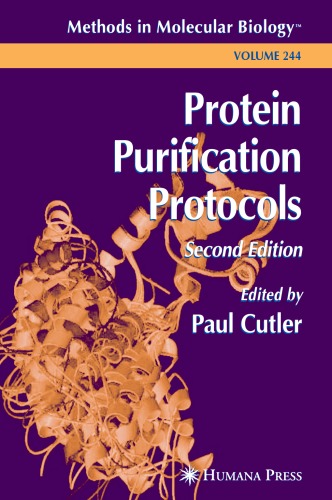 Methods in Molecular Biology™
VOLUME 244
Protein
Purification
Protocols
Second Edition
Edited by
Paul Cutler
HUMANA PRESS